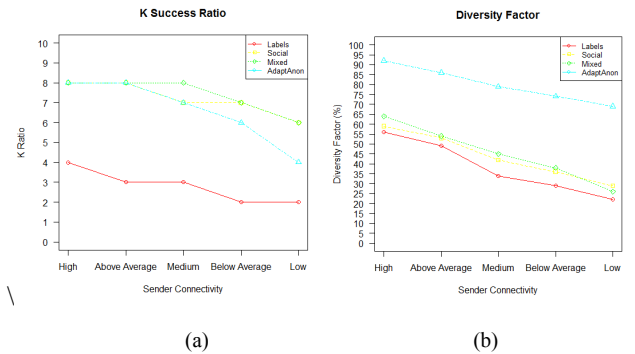 K Success Ratio
10
9
8
7
6
5
4
3
2
1
0
K Ratio
Labels
Social
Mixed
AdaptAnon
High Above Average Medium Below Average Low
Sender Connectivity
(a)
Diversity Factor
100
95
90
85
80
75
70
65
60
55
50
45
40
35
30
25
20
15
10
5
0
Diversity Factor (%)
Labels
Social
Mixed
AdaptAnon
High Above Average Medium Below Average Low
Sender Connectivity
(b)
\